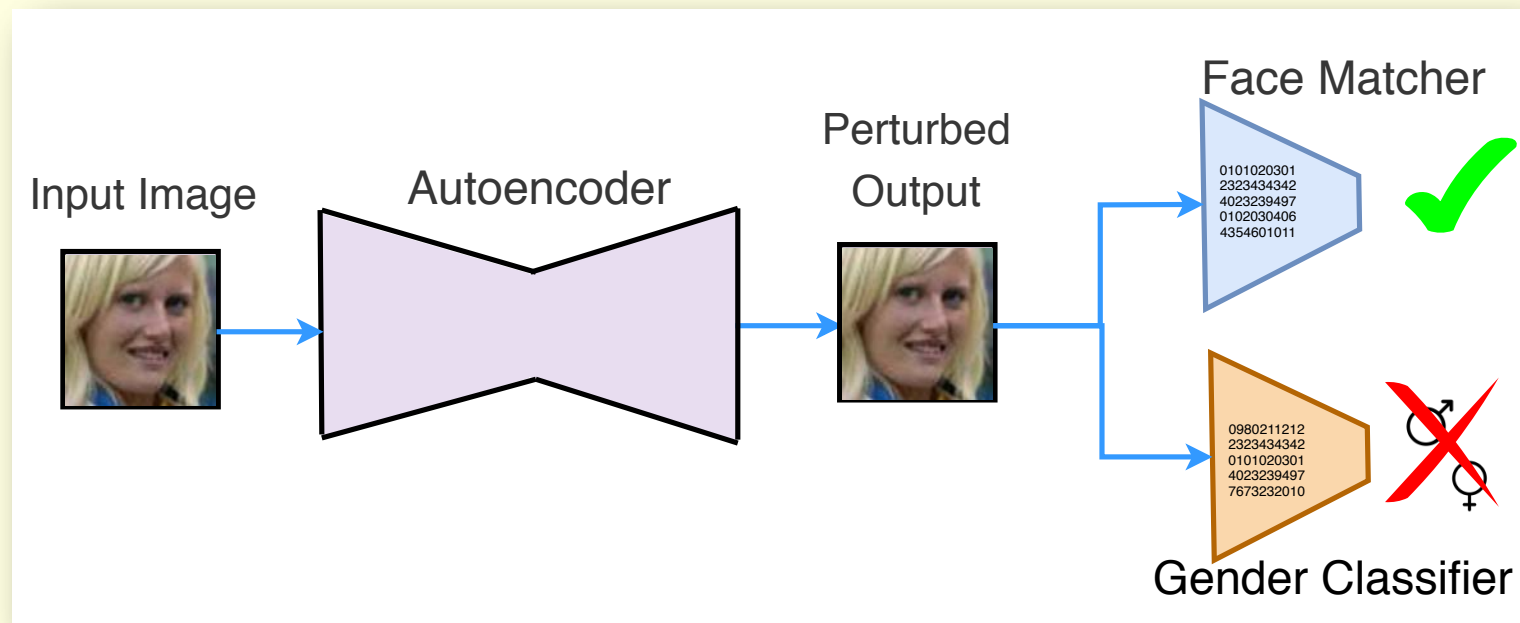 Input Image
Autoencoder
Perturbed
Output
Face Matcher
0101020301
2323434342
4023239497
0102030406
4354601011
0980211212
2323434342
0101020301
4023239497
7673232010
Gender Classifier